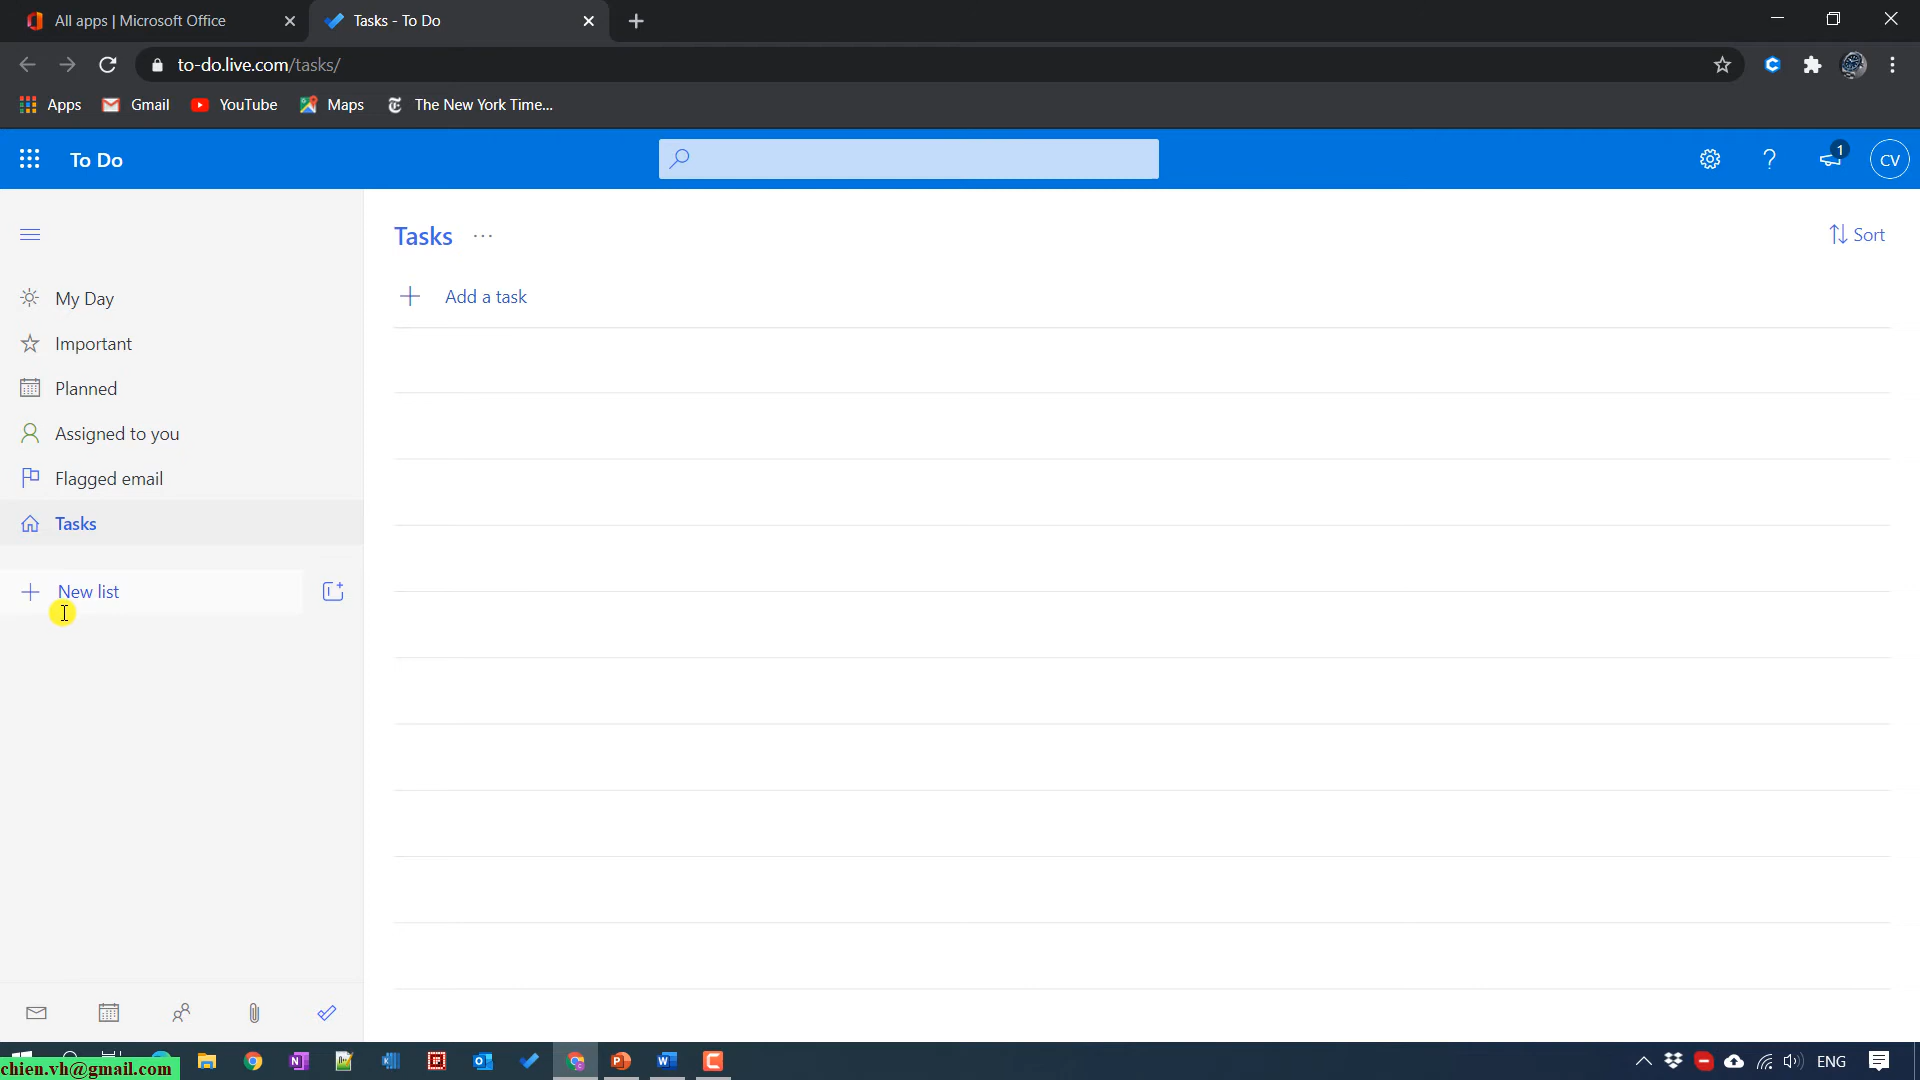 All apps | Microsoft Office
Tasks - To Do
to-do.live.com/tasks/
Apps
Gmail
YouTube
Maps
The New York Time...
To Do
1
CV
Tasks
Sort
Add a task
My Day
Important
Planned
Assigned to you
Flagged email
Tasks
New list
chien.vh@gmail.com
ENG